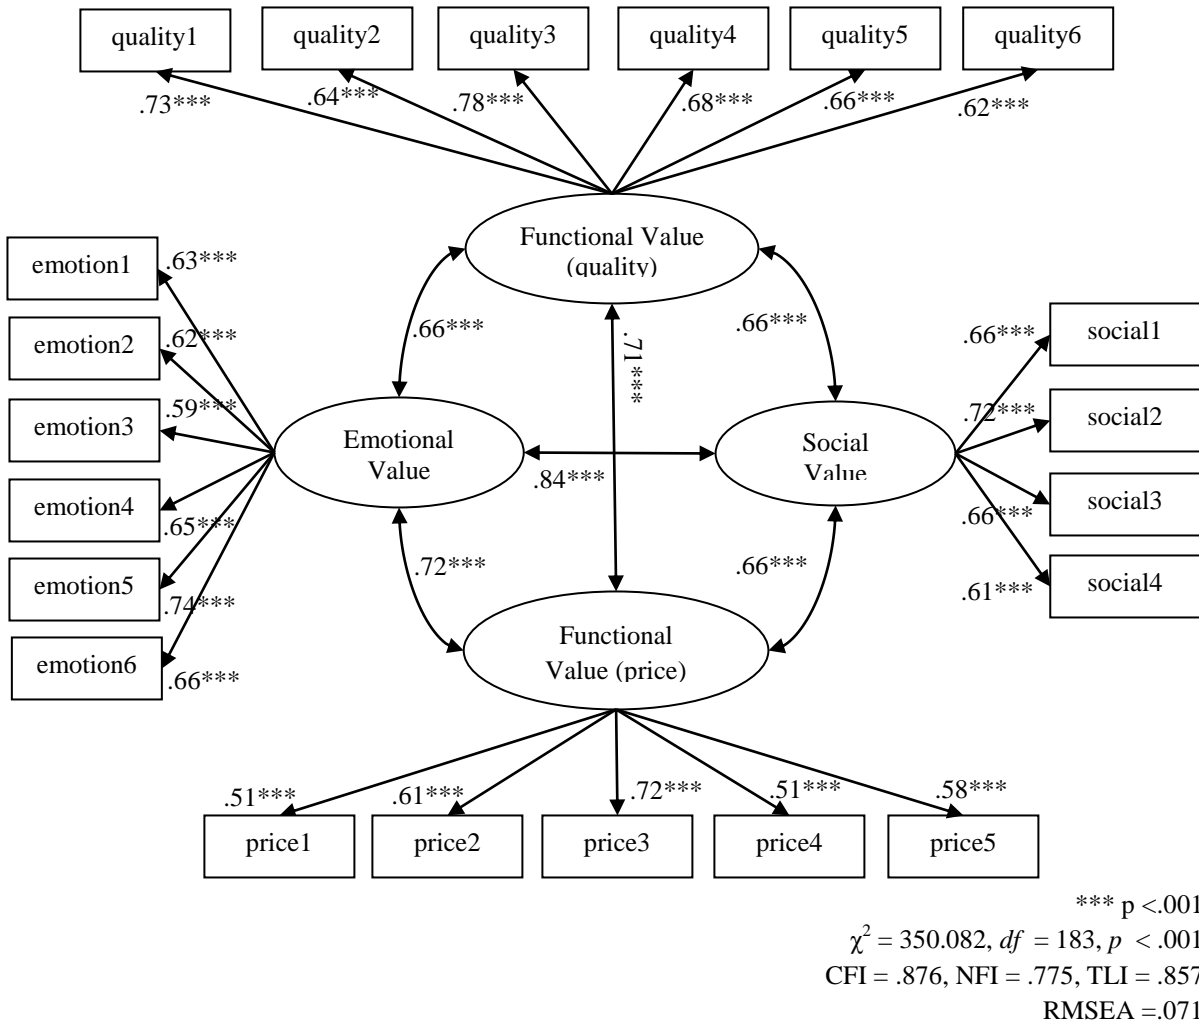 quality1
quality2
quality3
quality4
quality5
quality6
.73***
.64***
.78***
.68***
.66***
.62***
Functional Value
(quality)
emotion1
.63***
emotion2
.62***
emotion3
.59***
emotion4
.65***
emotion5
.74***
emotion6
.66***
.66***
.71***
.66***
Emotional
Value
.84***
Social
Value
.66***
social1
.72***
social2
.66***
social3
.61***
social4
.72***
.66***
Functional
Value (price)
.51***
.61***
.72***
.51***
.58***
price1
price2
price3
price4
price5
*** p <.001
χ² = 350.082, df = 183, p < .001
CFI = .876, NFI = .775, TLI = .857
RMSEA =.071